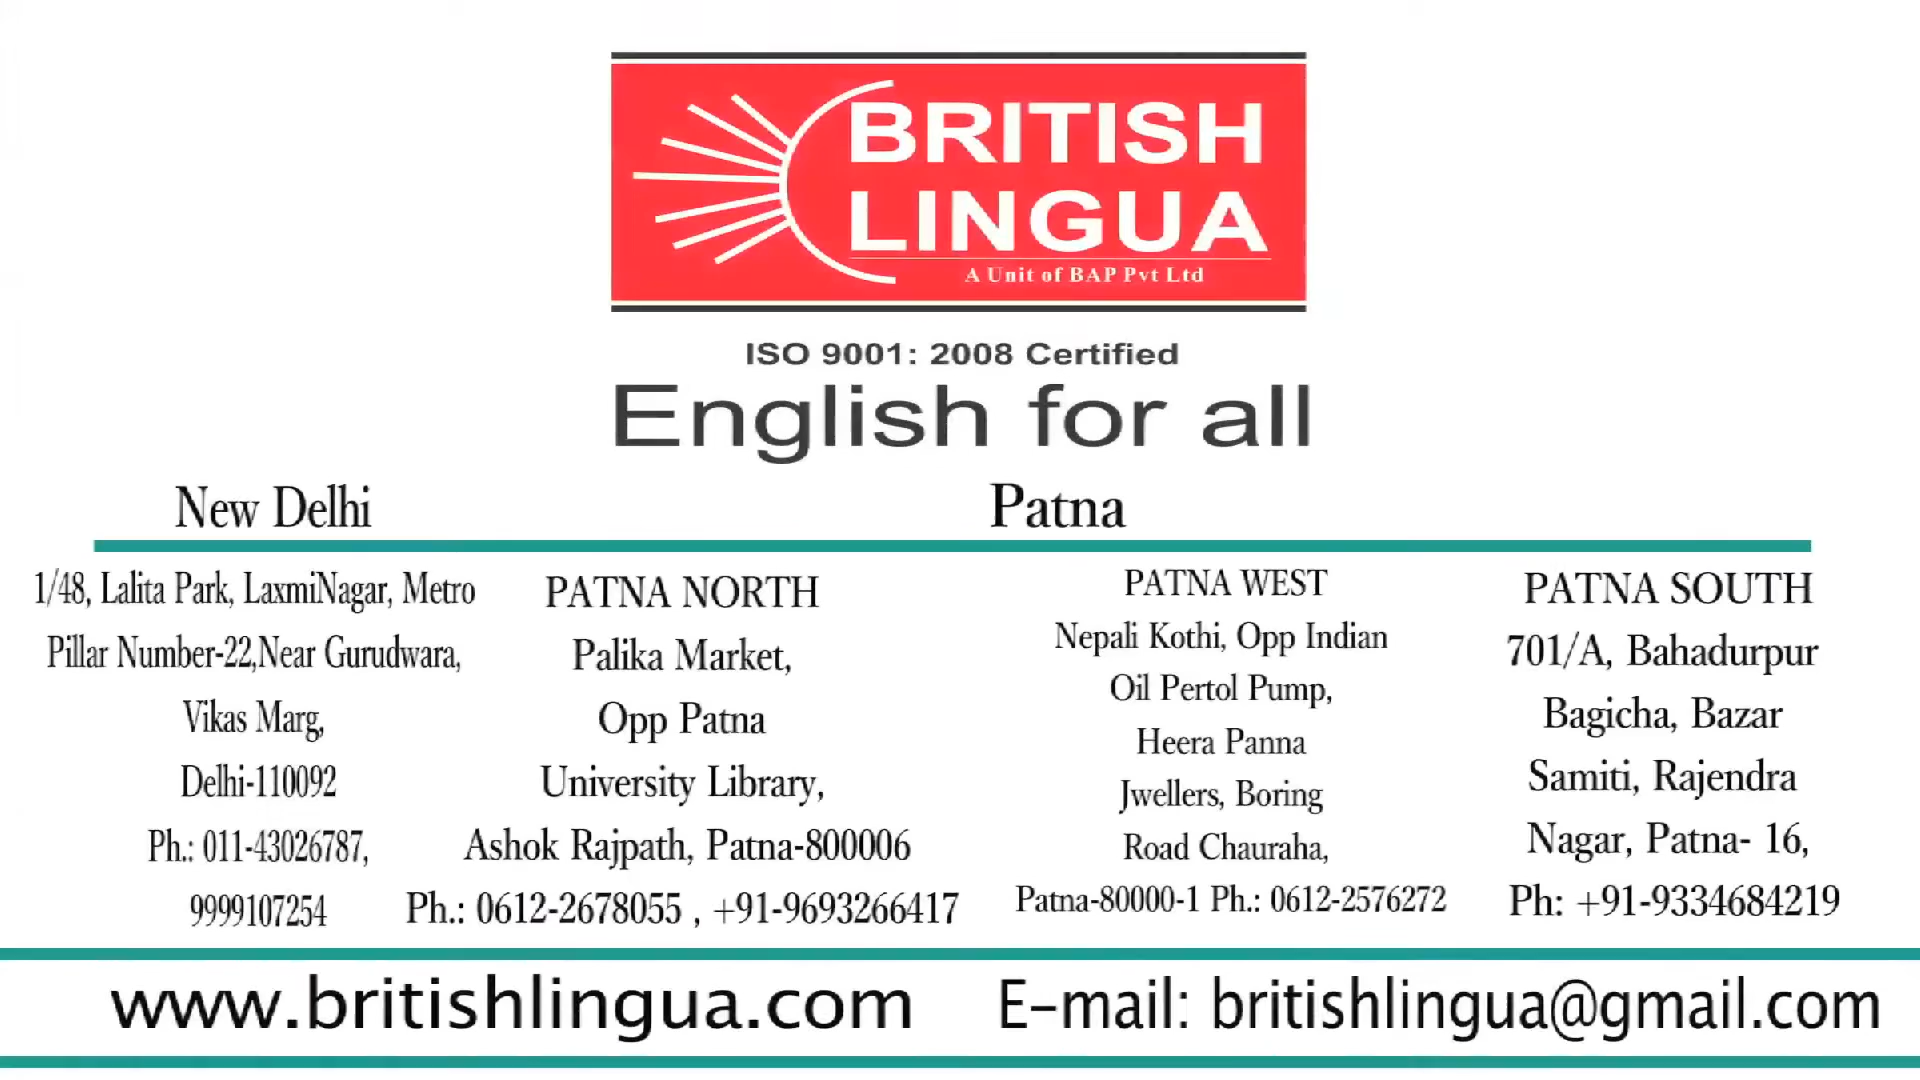 BRITISH
LINGUA
A Unit of BAP Pvt Ltd
ISO 9001: 2008 Certified
English for all
New Delhi
1/48, Lalita Park, LaxmiNagar, Metro
Pillar Number-22,Near Gurudwara,
Vikas Marg,
Delhi-110092
Ph.: 011-43026787,
9999107254
Patna
PATNA NORTH
Palika Market,
Opp Patna
University Library,
Ashok Rajpath, Patna-800006
Ph.: 0612-2678055 , +91-9693266417
PATNA WEST
Nepali Kothi, Opp Indian
Oil Pertol Pump,
Heera Panna
Jwellers, Boring
Road Chauraha,
Patna-80000-1 Ph.: 0612-2576272
PATNA SOUTH
701/A, Bahadurpur
Bagicha, Bazar
Samiti, Rajendra
Nagar, Patna- 16,
Ph: +91-9334684219
www.britishlingua.com
E-mail: britishlingua@gmail.com